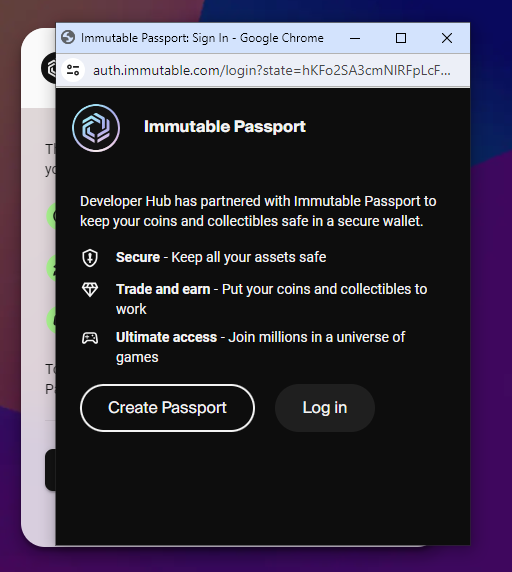 Immutable Passport: Sign In - Google Chrome
auth.immutable.com/login?state=hKFo2SA3cmNlRFpLcF...
Immutable Passport
Developer Hub has partnered with Immutable Passport to
keep your coins and collectibles safe in a secure wallet.
Secure - Keep all your assets safe
Trade and earn - Put your coins and collectibles to
work
Ultimate access - Join millions in a universe of
games
Create Passport
Log in